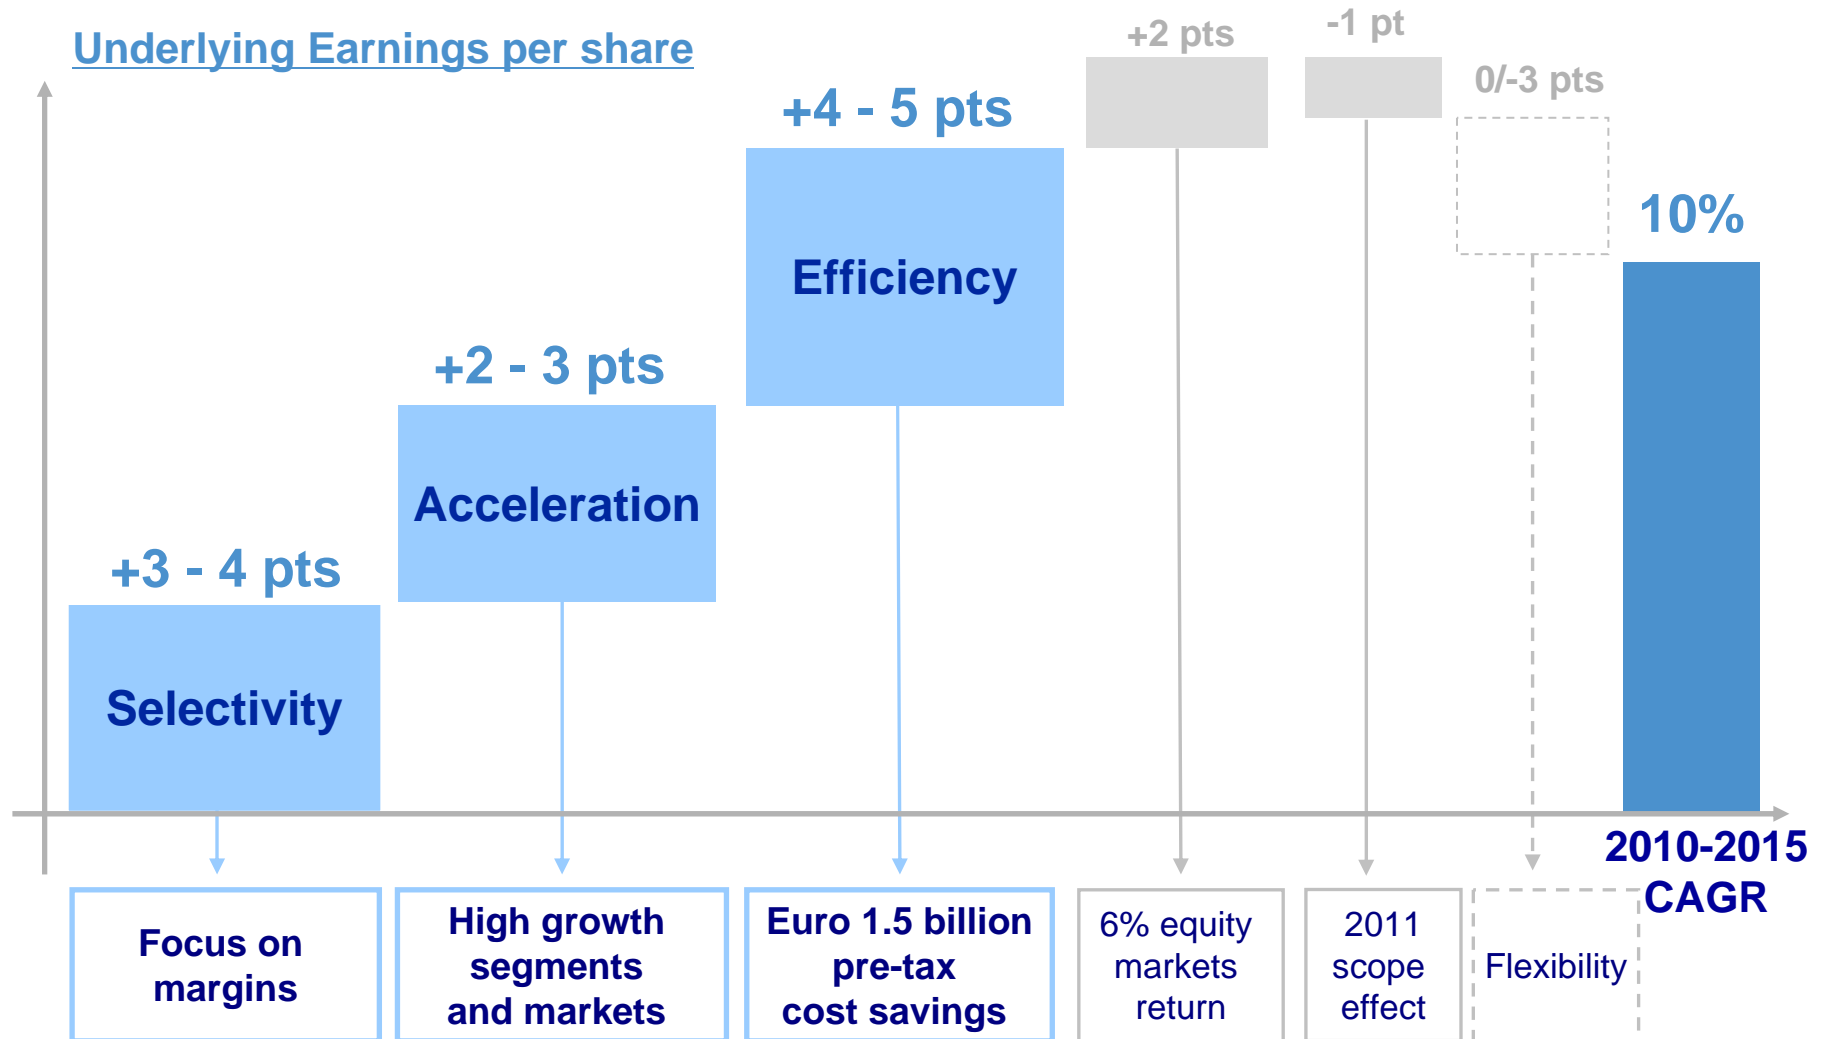 Underlying Earnings per share
+2 pts
-1 pt
0/-3 pts
+4 - 5 pts
10%
Efficiency
+2 - 3 pts
Acceleration
+3 - 4 pts
Selectivity
2010-2015
CAGR
Focus on
margins
High growth
segments
and markets
Euro 1.5 billion
pre-tax
cost savings
6% equity
markets
return
2011
scope
effect
Flexibility